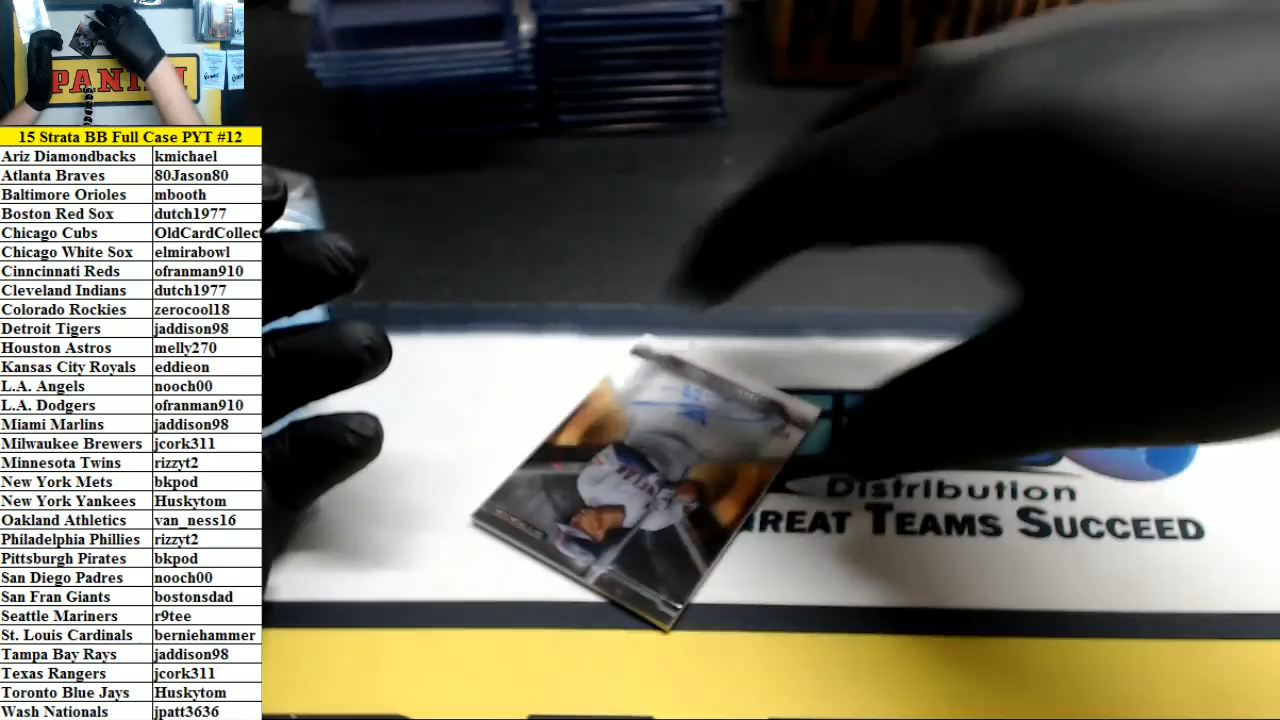 PANINI
15 Strata BB Full Case PYT #12
Ariz Diamondbacks kmichael
Atlanta Braves 80Jason80
Baltimore Orioles mbooth
Boston Red Sox dutch1977
Chicago Cubs OldCardCollect
Chicago White Sox elmirabowl
Cinncinnati Reds ofranman910
Cleveland Indians dutch1977
Colorado Rockies zerocool18
Detroit Tigers jaddison98
Houston Astros melly270
Kansas City Royals eddieon
L.A. Angels nooch00
L.A. Dodgers ofranman910
Miami Marlins jaddison98
Milwaukee Brewers jcork311
Minnesota Twins rizzyt2
New York Mets bkpod
New York Yankees Huskytom
Oakland Athletics van_ness16
Philadelphia Phillies rizzyt2
Pittsburgh Pirates bkpod
San Diego Padres nooch00
San Fran Giants bostonsdad
Seattle Mariners r9tee
St. Louis Cardinals berniehammer
Tampa Bay Rays jaddison98
Texas Rangers jcork311
Toronto Blue Jays Huskytom
Wash Nationals jpatt3636
Distribution
REAT TEAMS SUCCEED